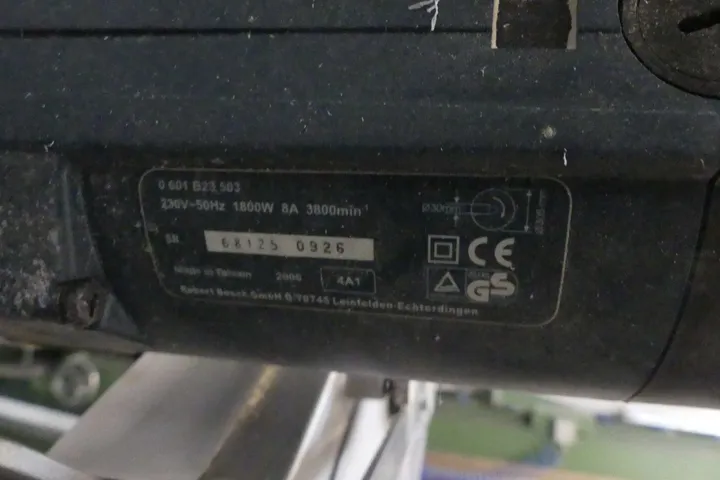 0 601 B23 503
230V~50Hz 1800W 8A 3800min⁻¹
SN 68125 0926
Made in Taiwan 2006 4A1
Robert Bosch GmbH D-70745 Leinfelden-Echterdingen
CE
GS